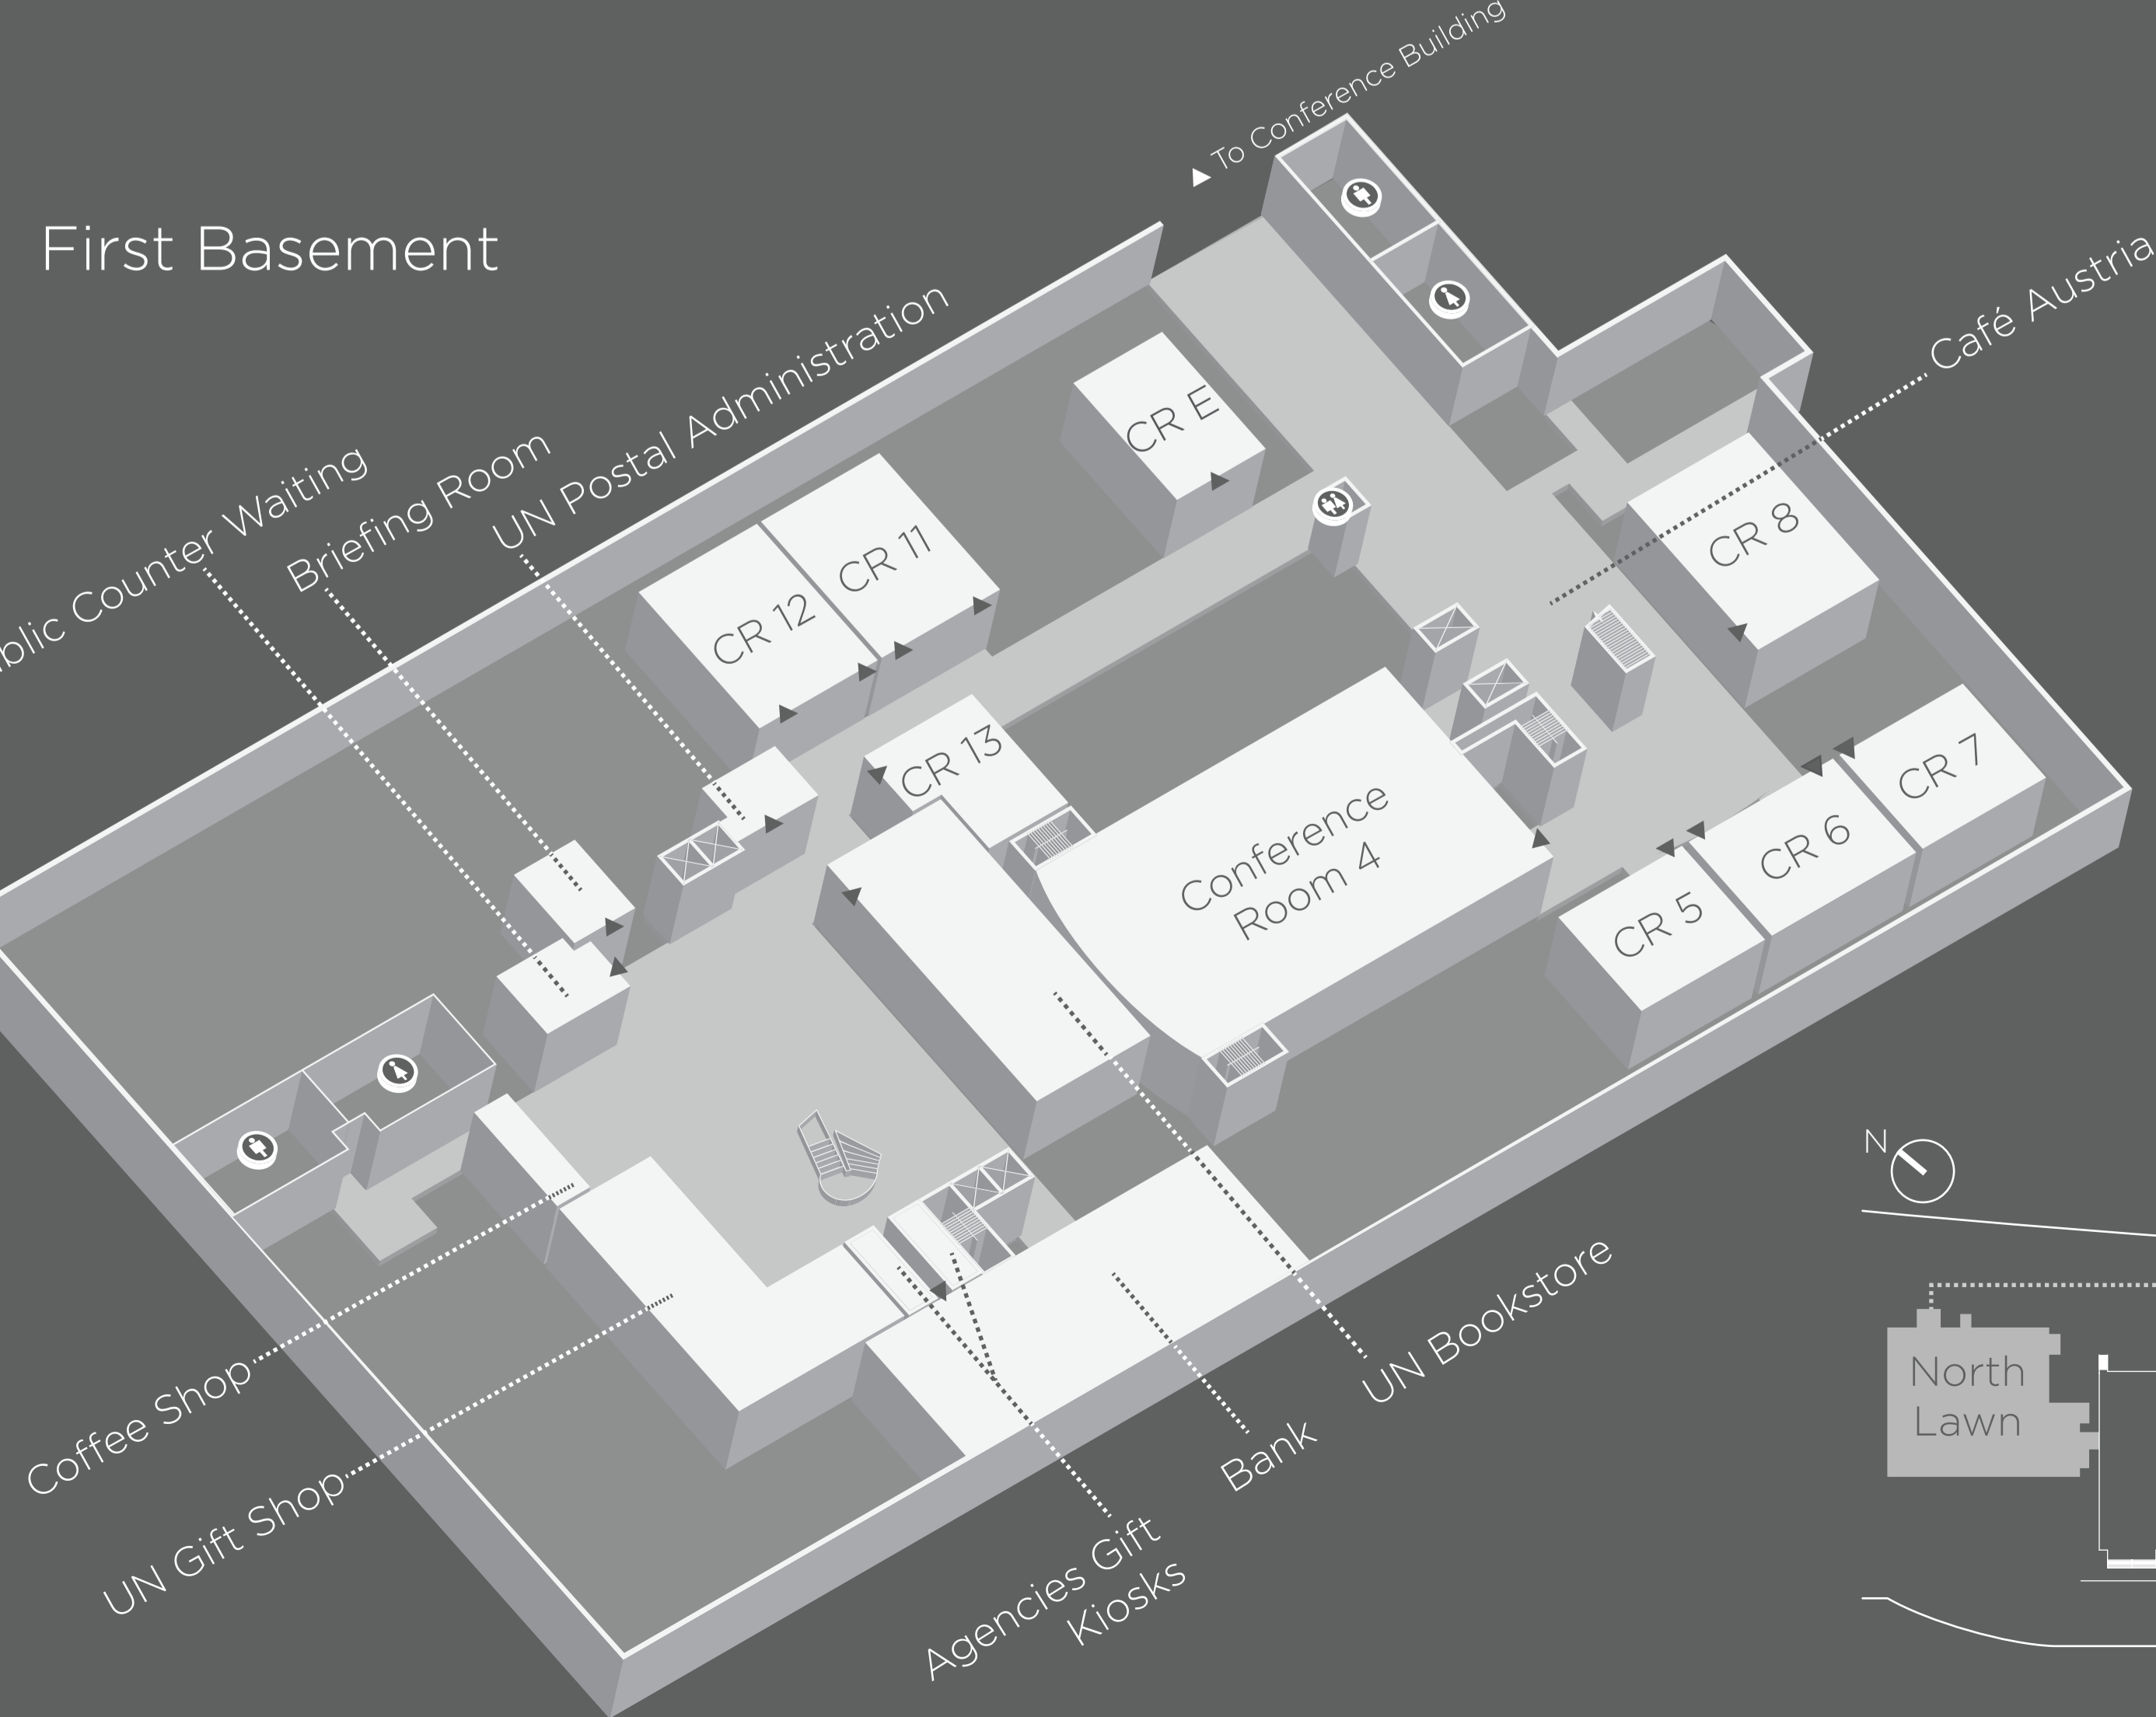 First Basement
To Conference Building
Café Austria
Counter Waiting
Briefing Room
UN Postal Administration
CR E
CR 11
CR 12
CR 13
CR 8
CR 7
CR 6
CR 5
Conference
Room 4
Coffee Shop
UN Gift Shop
Agencies Gift
Kiosks
Bank
UN Bookstore
N
North
Lawn